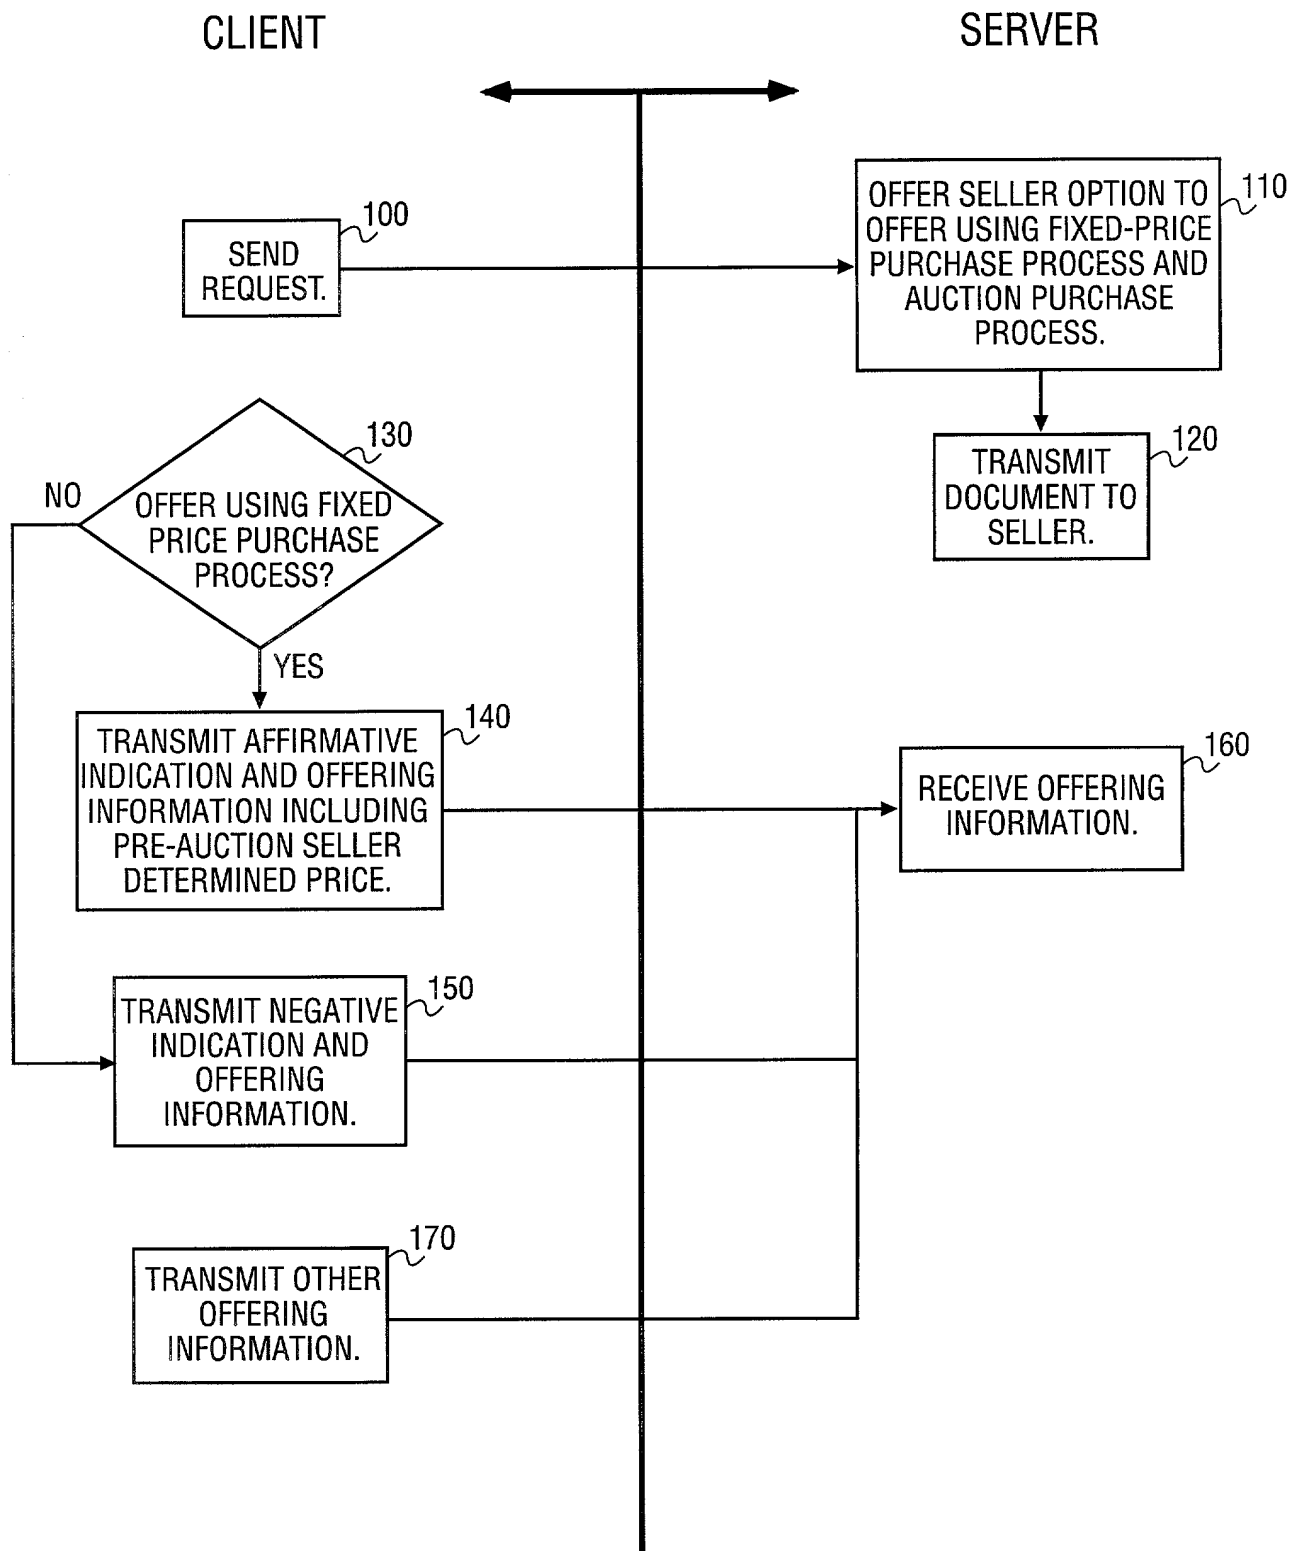 CLIENT
SERVER
100
SEND
REQUEST.
110
OFFER SELLER OPTION TO
OFFER USING FIXED-PRICE
PURCHASE PROCESS AND
AUCTION PURCHASE
PROCESS.
120
TRANSMIT
DOCUMENT TO
SELLER.
130
NO
OFFER USING FIXED
PRICE PURCHASE
PROCESS?
YES
140
TRANSMIT AFFIRMATIVE
INDICATION AND OFFERING
INFORMATION INCLUDING
PRE-AUCTION SELLER
DETERMINED PRICE.
160
RECEIVE OFFERING
INFORMATION.
150
TRANSMIT NEGATIVE
INDICATION AND
OFFERING
INFORMATION.
170
TRANSMIT OTHER
OFFERING
INFORMATION.